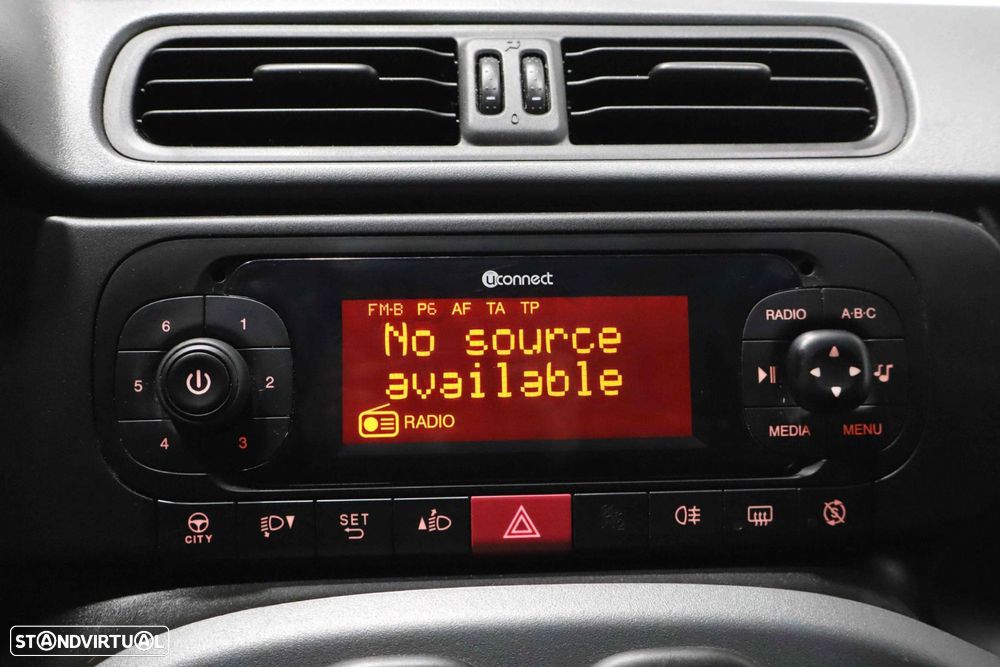 uconnect
FM-B P6 AF TA TP
No source
available
RADIO
6 1
5 2
4 3
RADIO A·B·C
MEDIA MENU
CITY
SET
STANDVIRTUAL